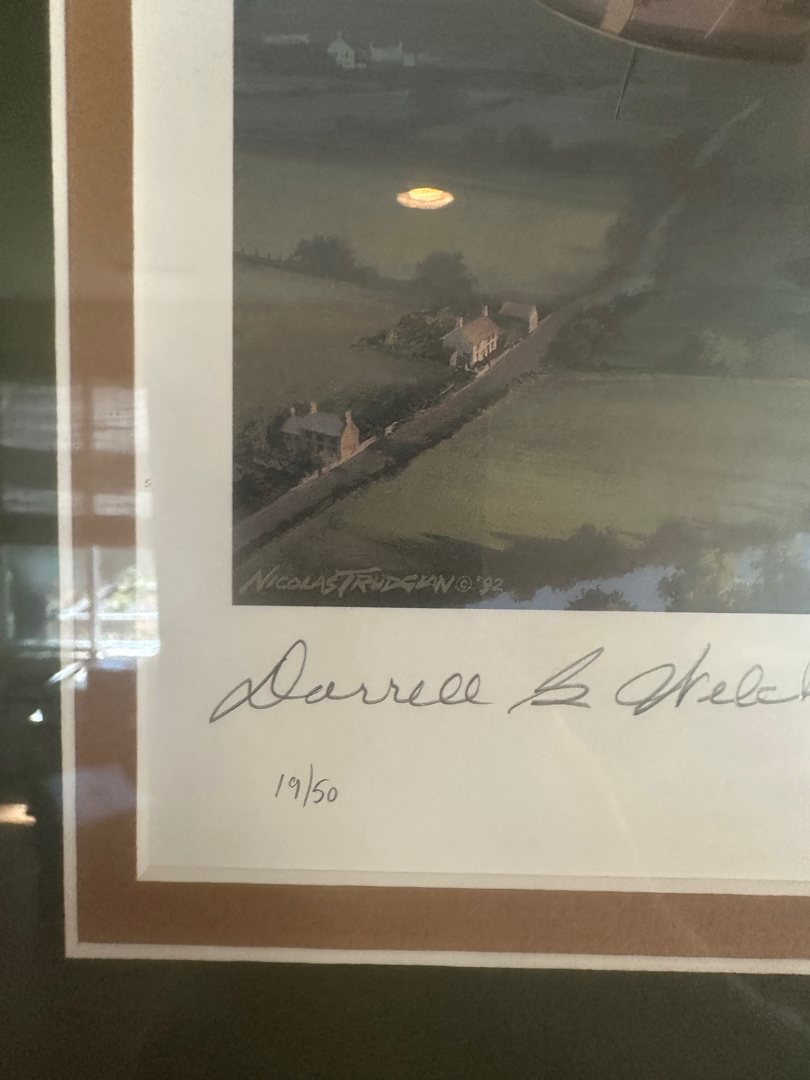 NICOLAS TRUDGIAN © '92
Darrell G Welch
19/50